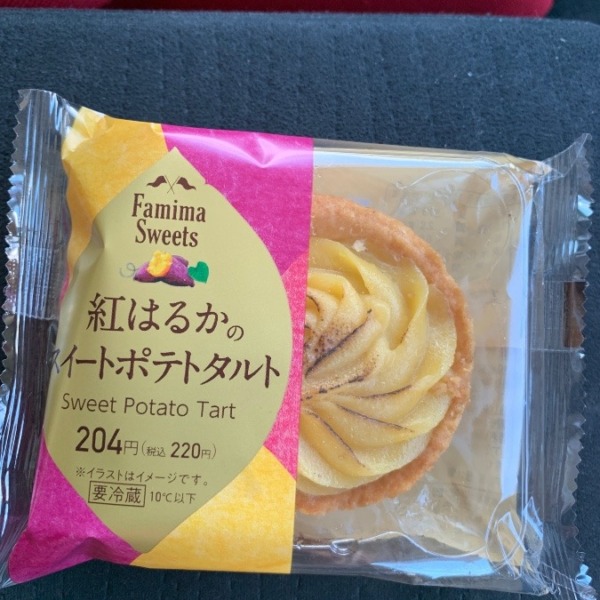 Famima
Sweets
紅はるかの
スイートポテトタルト
Sweet Potato Tart
204円(税込 220円)
※イラストはイメージです。
要冷蔵 10℃以下